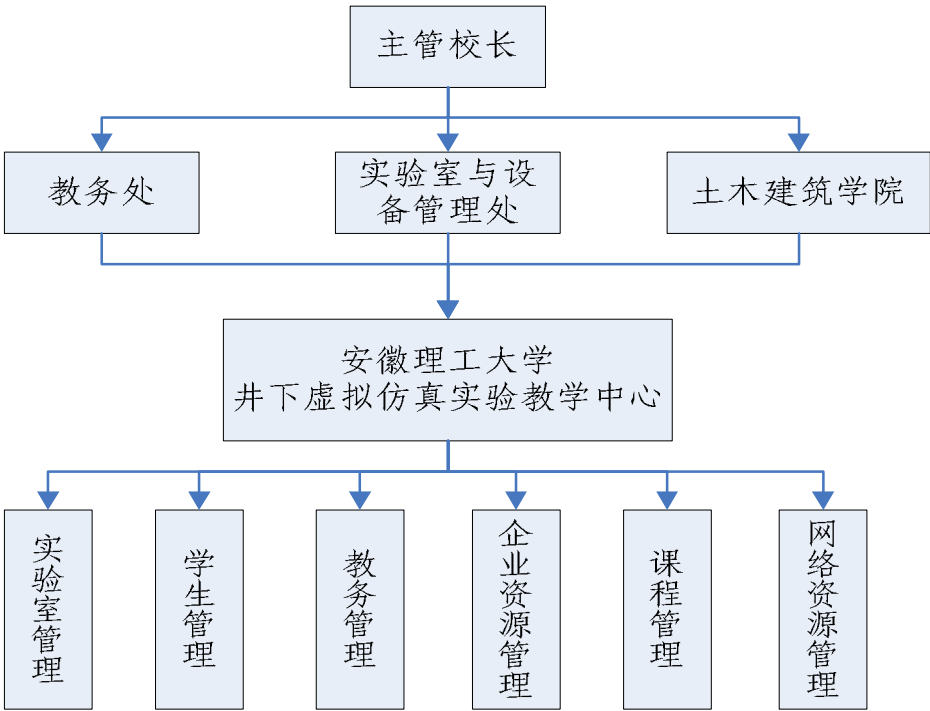 主管校长
教务处
实验室与设
备管理处
土木建筑学院
安徽理工大学
井下虚拟仿真实验教学中心
实验室管理
学生管理
教务管理
企业资源管理
课程管理
网络资源管理